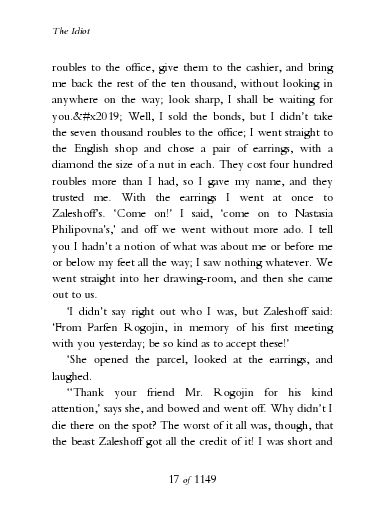 The Idiot
roubles to the office, give them to the cashier, and bring
me back the rest of the ten thousand, without looking in
anywhere on the way; look sharp, I shall be waiting for
you.&#x2019; Well, I sold the bonds, but I didn’t take
the seven thousand roubles to the office; I went straight to
the English shop and chose a pair of earrings, with a
diamond the size of a nut in each. They cost four hundred
roubles more than I had, so I gave my name, and they
trusted me. With the earrings I went at once to
Zaleshoff’s. ‘Come on!’ I said, ‘come on to Nastasia
Philipovna’s,’ and off we went without more ado. I tell
you I hadn’t a notion of what was about me or before me
or below my feet all the way; I saw nothing whatever. We
went straight into her drawing-room, and then she came
out to us.
‘I didn’t say right out who I was, but Zaleshoff said:
‘From Parfen Rogojin, in memory of his first meeting
with you yesterday; be so kind as to accept these!’
‘She opened the parcel, looked at the earrings, and
laughed.
‘‘Thank your friend Mr. Rogojin for his kind
attention,’ says she, and bowed and went off. Why didn’t I
die there on the spot? The worst of it all was, though, that
the beast Zaleshoff got all the credit of it! I was short and
17 of 1149